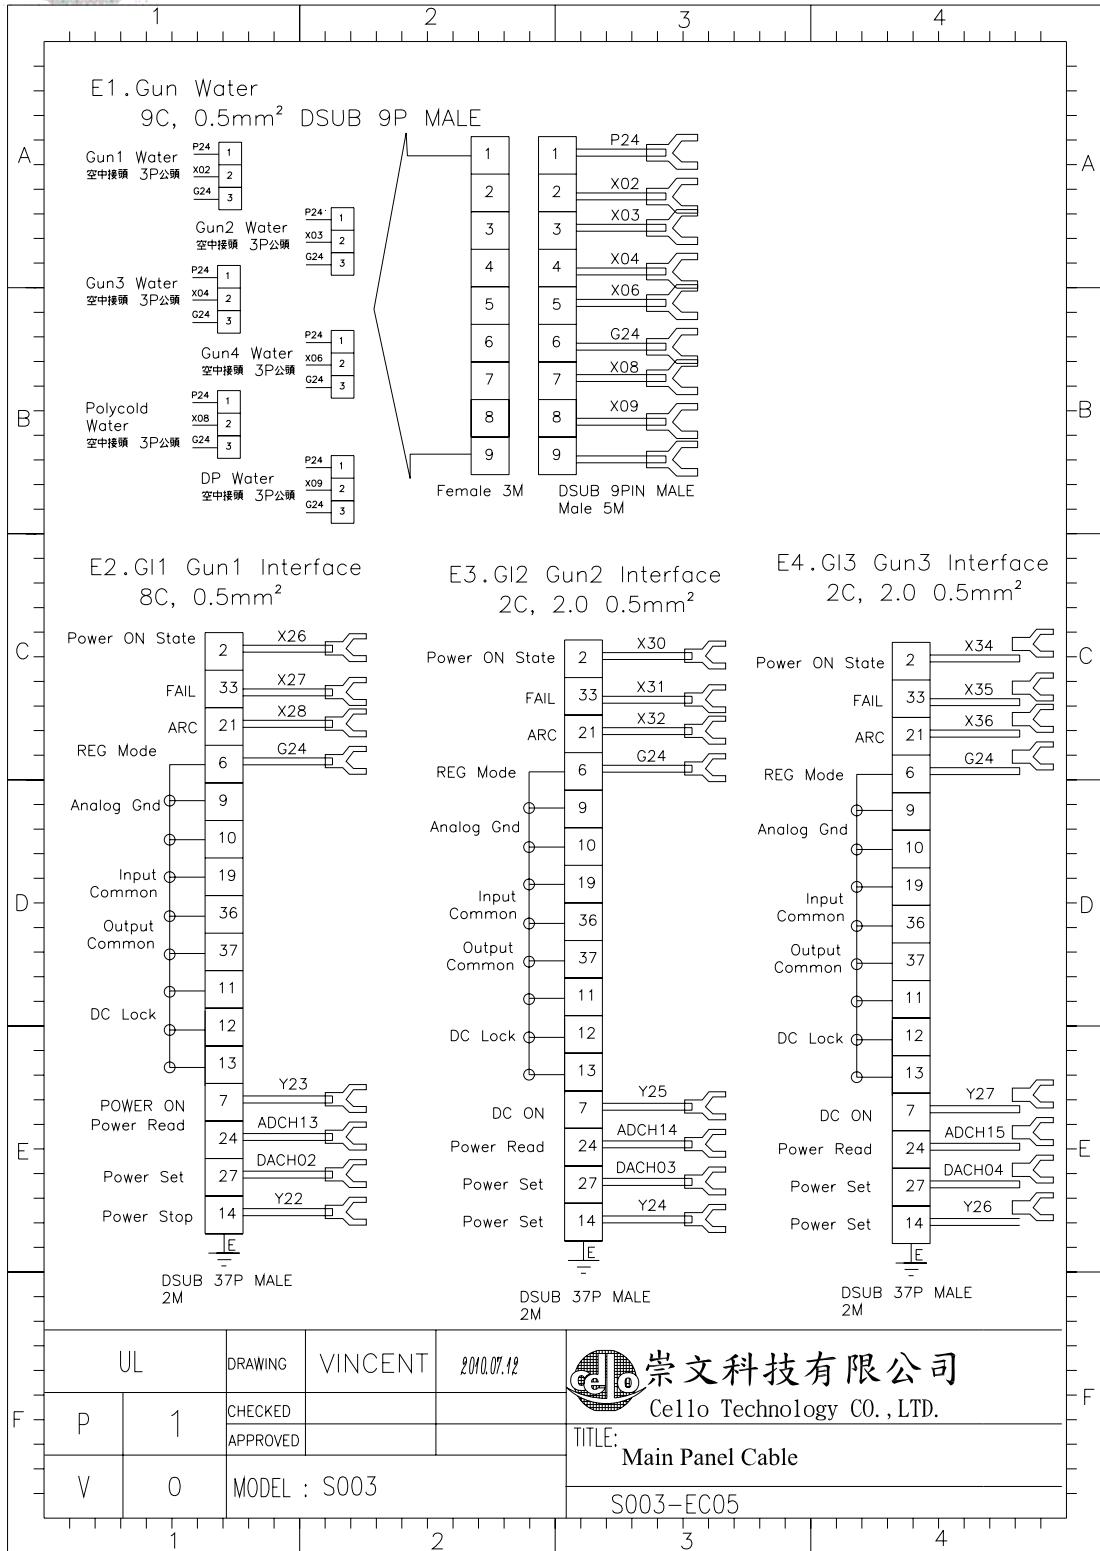 1 2 3 4
A
B
C
D
E
F
A
B
C
D
E
F
E1.Gun Water
9C, 0.5mm² DSUB 9P MALE
Gun1 Water
空中接頭 3P公頭
P24 1
X02 2
G24 3
Gun2 Water
空中接頭 3P公頭
P24 1
X03 2
G24 3
Gun3 Water
空中接頭 3P公頭
P24 1
X04 2
G24 3
Gun4 Water
空中接頭 3P公頭
P24 1
X06 2
G24 3
Polycold
Water
空中接頭 3P公頭
P24 1
X08 2
G24 3
DP Water
空中接頭 3P公頭
P24 1
X09 2
G24 3
1
2
3
4
5
6
7
8
9
Female 3M
1 P24
2 X02
3 X03
4 X04
5 X06
6 G24
7 X08
8 X09
9
DSUB 9PIN MALE
Male 5M
E2.GI1 Gun1 Interface
8C, 0.5mm²
Power ON State 2 X26
FAIL 33 X27
ARC 21 X28
REG Mode 6 G24
Analog Gnd 9
10
Input
Common
19
36
Output
Common
37
11
DC Lock 12
13
POWER ON 7 Y23
Power Read 24 ADCH13
Power Set 27 DACH02
Power Stop 14 Y22
E
DSUB 37P MALE
2M
E3.GI2 Gun2 Interface
2C, 2.0 0.5mm²
Power ON State 2 X30
FAIL 33 X31
ARC 21 X32
REG Mode 6 G24
Analog Gnd 9
10
Input
Common
19
36
Output
Common
37
11
DC Lock 12
13
DC ON 7 Y25
Power Read 24 ADCH14
Power Set 27 DACH03
Power Set 14 Y24
E
DSUB 37P MALE
2M
E4.GI3 Gun3 Interface
2C, 2.0 0.5mm²
Power ON State 2 X34
FAIL 33 X35
ARC 21 X36
REG Mode 6 G24
Analog Gnd 9
10
Input
Common
19
36
Output
Common
37
11
DC Lock 12
13
DC ON 7 Y27
Power Read 24 ADCH15
Power Set 27 DACH04
Power Set 14 Y26
E
DSUB 37P MALE
2M
UL DRAWING VINCENT 2010.07.12
P 1 CHECKED
APPROVED
V 0 MODEL : S003
cello 崇文科技有限公司
Cello Technology CO.,LTD.
TITLE:
Main Panel Cable
S003-EC05
1 2 3 4